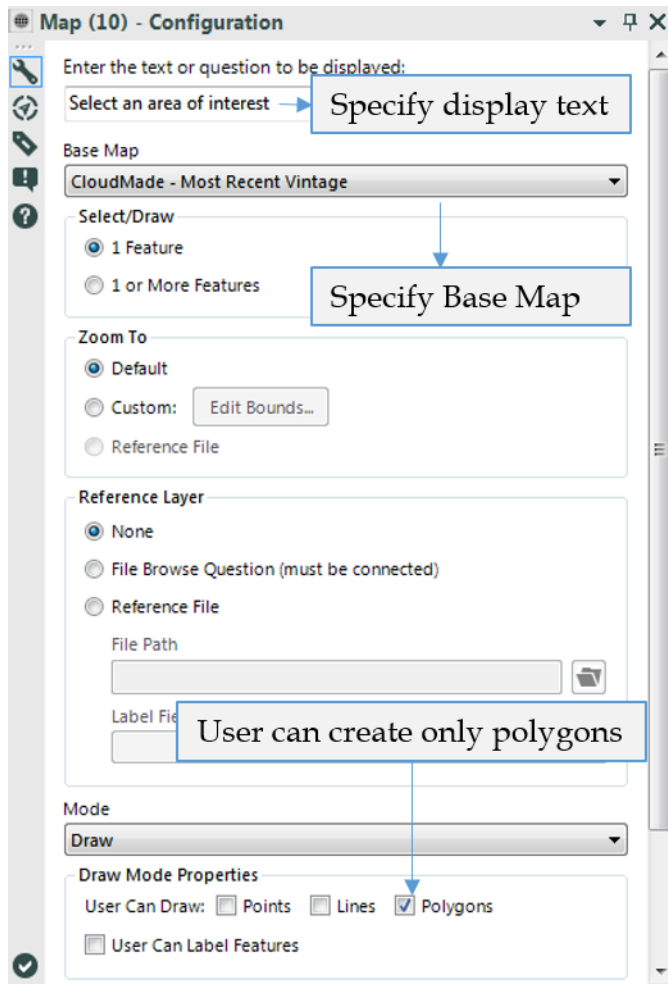 Map (10) - Configuration
Enter the text or question to be displayed:
Select an area of interest
Specify display text
Base Map
CloudMade - Most Recent Vintage
Select/Draw
1 Feature
1 or More Features
Specify Base Map
Zoom To
Default
Custom: Edit Bounds...
Reference File
Reference Layer
None
File Browse Question (must be connected)
Reference File
File Path
Label Fie
User can create only polygons
Mode
Draw
Draw Mode Properties
User Can Draw: Points Lines Polygons
User Can Label Features